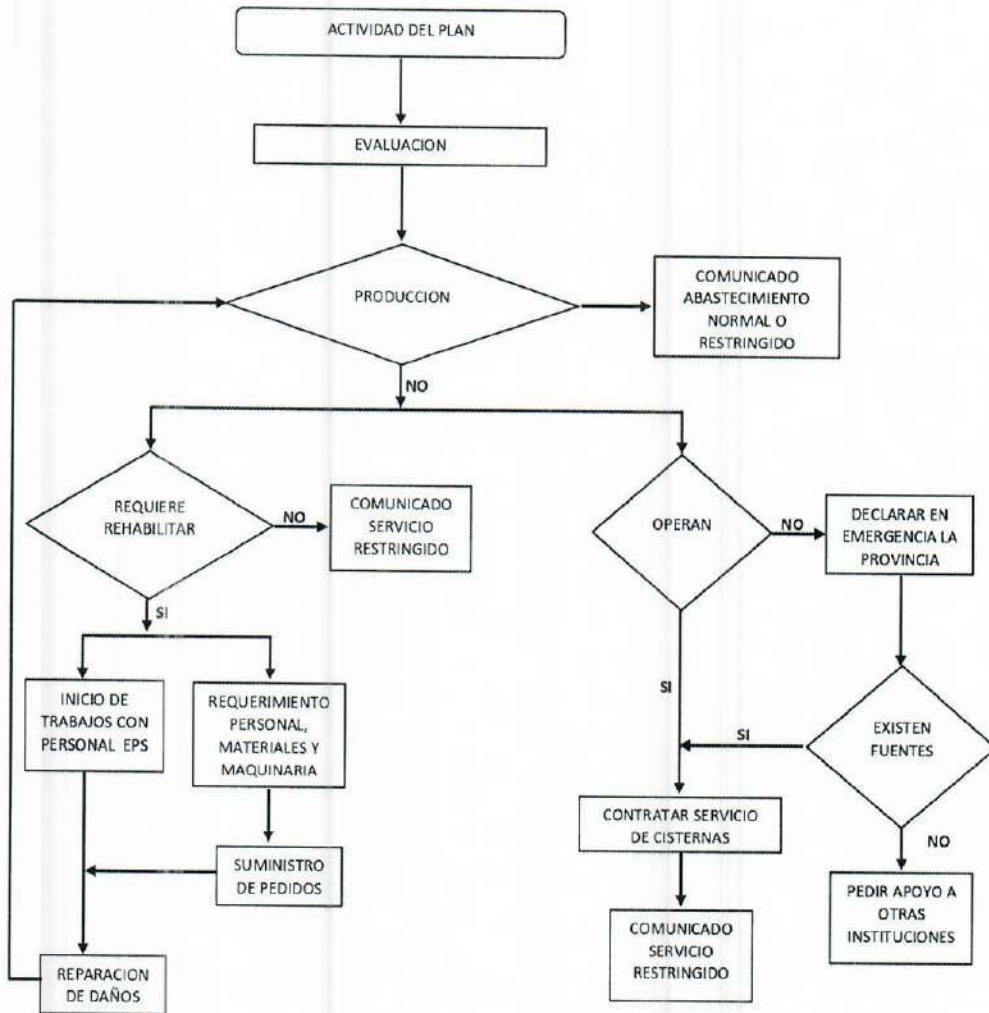 ACTIVIDAD DEL PLAN
EVALUACION
PRODUCCION
COMUNICADO
ABASTECIMIENTO
NORMAL O
RESTRINGIDO
NO
REQUIERE
REHABILITAR
NO
COMUNICADO
SERVICIO
RESTRINGIDO
OPERAN
NO
DECLARAR EN
EMERGENCIA LA
PROVINCIA
SI
INICIO DE
TRABAJOS CON
PERSONAL EPS
REQUERIMIENTO
PERSONAL,
MATERIALES Y
MAQUINARIA
SI
SI
EXISTEN
FUENTES
CONTRATAR SERVICIO
DE CISTERNAS
NO
SUMINISTRO
DE PEDIDOS
PEDIR APOYO A
OTRAS
INSTITUCIONES
COMUNICADO
SERVICIO
RESTRINGIDO
REPARACION
DE DAÑOS